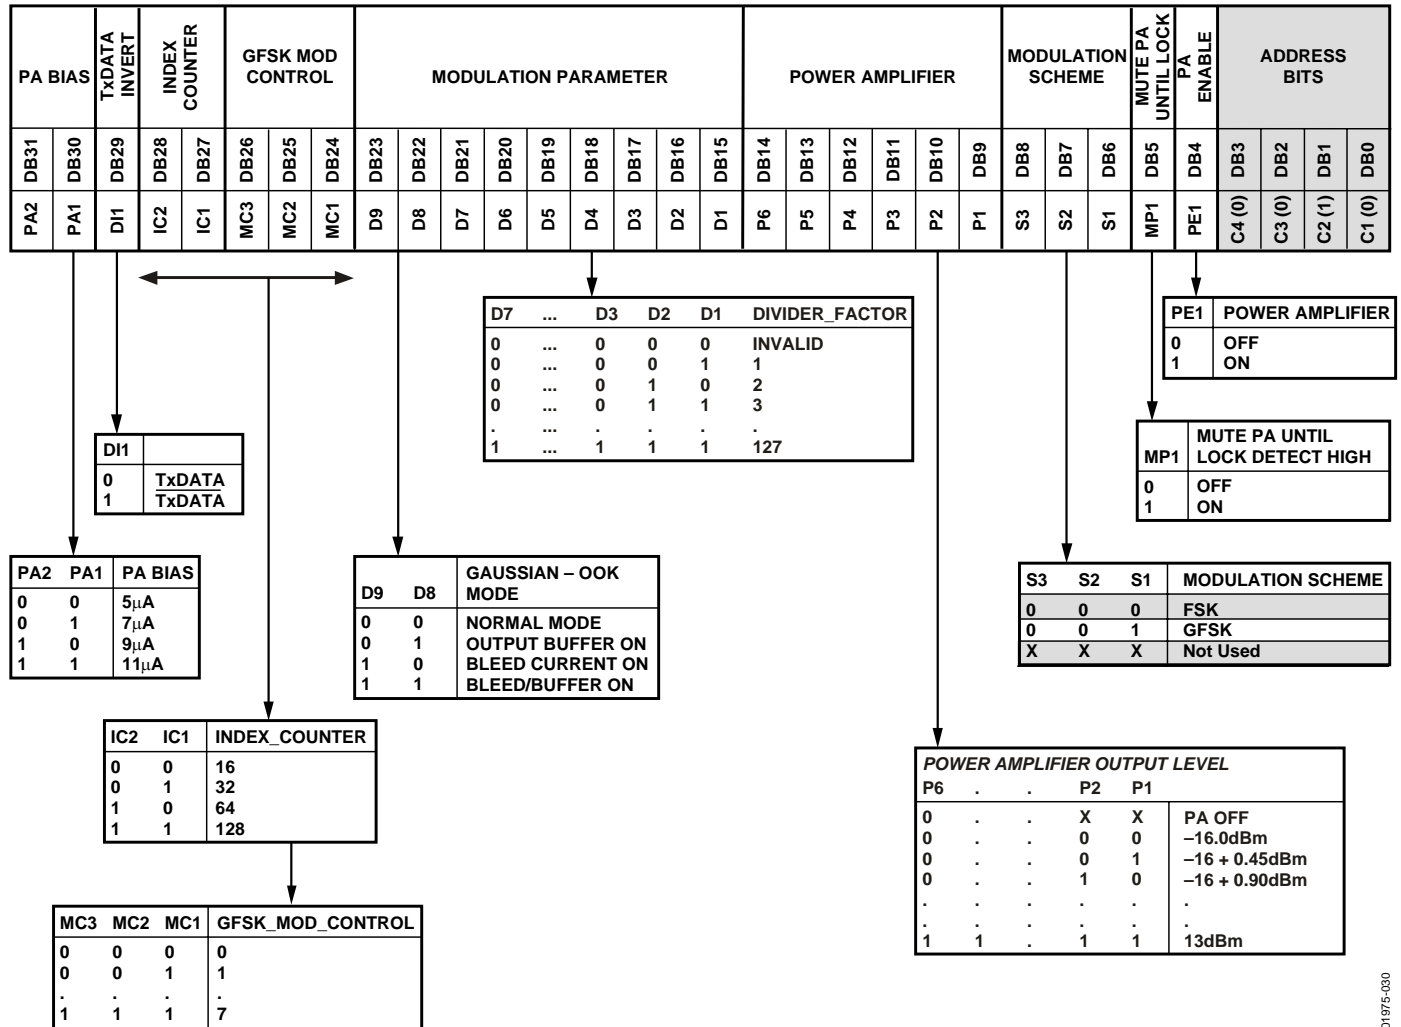 PA BIAS
TxDATA
INVERT
INDEX
COUNTER
GFSK MOD
CONTROL
MODULATION PARAMETER
POWER AMPLIFIER
MODULATION
SCHEME
MUTE PA
UNTIL LOCK
PA
ENABLE
ADDRESS
BITS
DB31 DB30 DB29 DB28 DB27 DB26 DB25 DB24 DB23 DB22 DB21 DB20 DB19 DB18 DB17 DB16 DB15 DB14 DB13 DB12 DB11 DB10 DB9 DB8 DB7 DB6 DB5 DB4 DB3 DB2 DB1 DB0
PA2 PA1 DI1 IC2 IC1 MC3 MC2 MC1 D9 D8 D7 D6 D5 D4 D3 D2 D1 P6 P5 P4 P3 P2 P1 S3 S2 S1 MP1 PE1 C4 (0) C3 (0) C2 (1) C1 (0)
D7 ... D3 D2 D1 DIVIDER_FACTOR
0 ... 0 0 0 INVALID
0 ... 0 0 1 1
0 ... 0 1 0 2
0 ... 0 1 1 3
. ... . . . .
1 ... 1 1 1 127
PE1 POWER AMPLIFIER
0 OFF
1 ON
DI1
0 TxDATA
1 TxDATA
MP1 MUTE PA UNTIL
LOCK DETECT HIGH
0 OFF
1 ON
PA2 PA1 PA BIAS
0 0 5µA
0 1 7µA
1 0 9µA
1 1 11µA
D9 D8 GAUSSIAN – OOK
MODE
0 0 NORMAL MODE
0 1 OUTPUT BUFFER ON
1 0 BLEED CURRENT ON
1 1 BLEED/BUFFER ON
S3 S2 S1 MODULATION SCHEME
0 0 0 FSK
0 0 1 GFSK
X X X Not Used
IC2 IC1 INDEX_COUNTER
0 0 16
0 1 32
1 0 64
1 1 128
POWER AMPLIFIER OUTPUT LEVEL
P6 . . P2 P1
0 . . X X PA OFF
0 . . 0 0 –16.0dBm
0 . . 0 1 –16 + 0.45dBm
0 . . 1 0 –16 + 0.90dBm
. . . . . .
. . . . . .
1 1 . 1 1 13dBm
MC3 MC2 MC1 GFSK_MOD_CONTROL
0 0 0 0
0 0 1 1
. . . .
1 1 1 7
01975-030